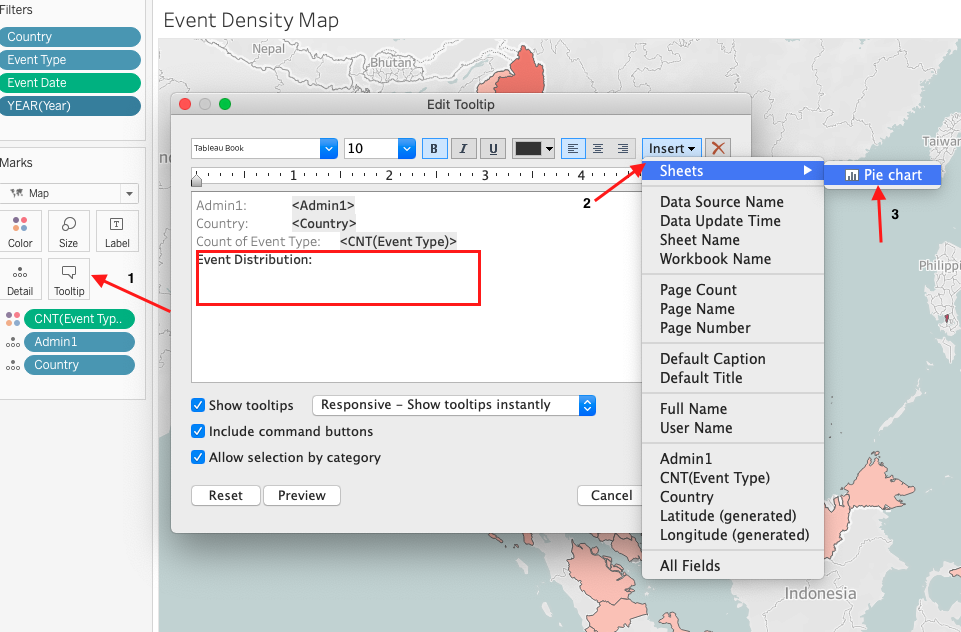 Filters
Country
Event Type
Event Date
YEAR(Year)
Marks
Map
Color
Size
Label
Detail
Tooltip
1
CNT(Event Typ..
Admin1
Country
Event Density Map
Nepal
Bhutan
Taiwan
Philippi
Indonesia
Edit Tooltip
Tableau Book
10
B I U
Insert
1 2 3 4
Admin1: <Admin1>
Country: <Country>
Count of Event Type: <CNT(Event Type)>
Event Distribution:
2
Sheets
Pie chart
3
Data Source Name
Data Update Time
Sheet Name
Workbook Name
Page Count
Page Name
Page Number
Default Caption
Default Title
Full Name
User Name
Admin1
CNT(Event Type)
Country
Latitude (generated)
Longitude (generated)
All Fields
Show tooltips
Responsive – Show tooltips instantly
Include command buttons
Allow selection by category
Reset
Preview
Cancel